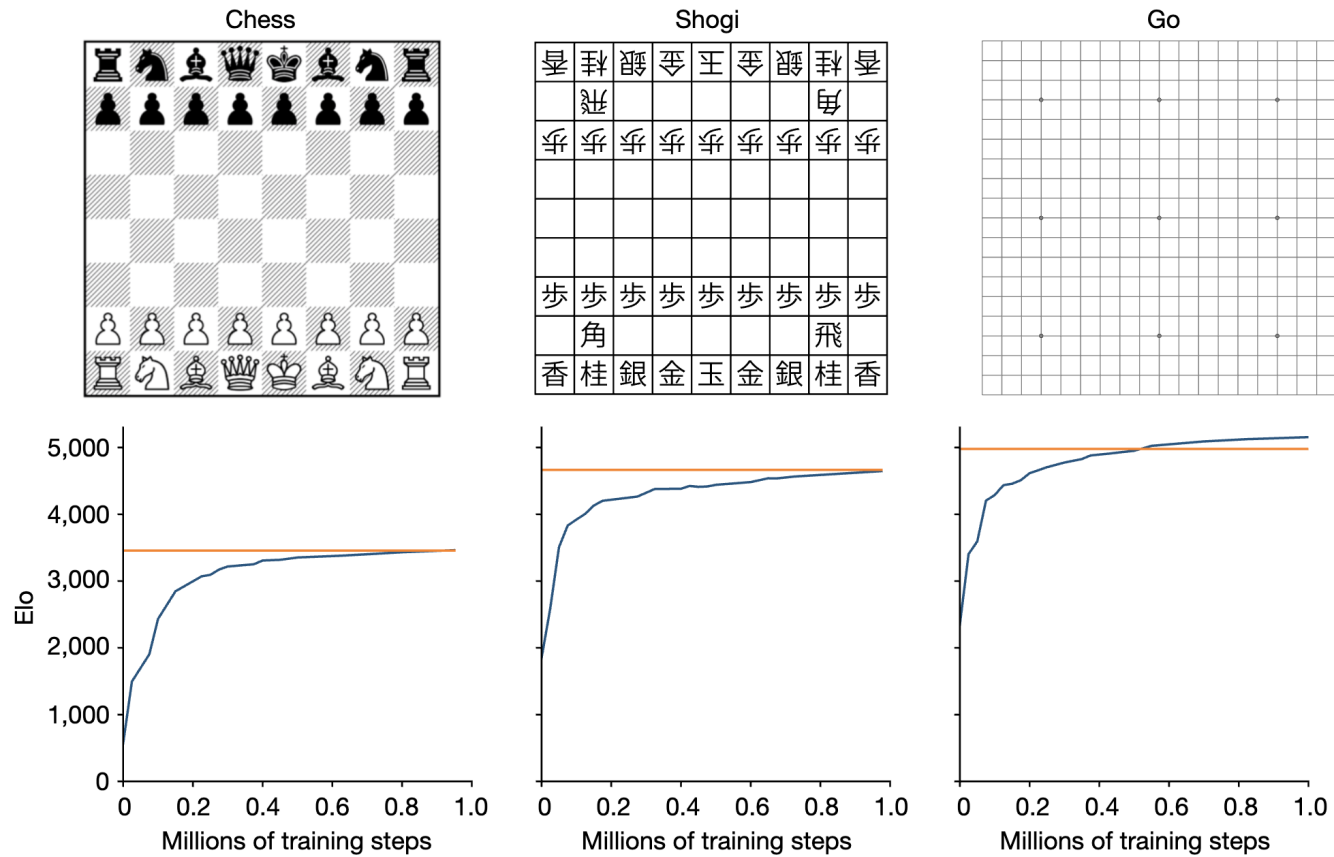 Chess
Shogi
Go
香桂銀金玉金銀桂香
飛 角
歩歩歩歩歩歩歩歩歩
歩歩歩歩歩歩歩歩歩
角 飛
香桂銀金玉金銀桂香
Elo
5,000
4,000
3,000
2,000
1,000
0
0 0.2 0.4 0.6 0.8 1.0
Millions of training steps
0 0.2 0.4 0.6 0.8 1.0
Millions of training steps
0 0.2 0.4 0.6 0.8 1.0
Millions of training steps